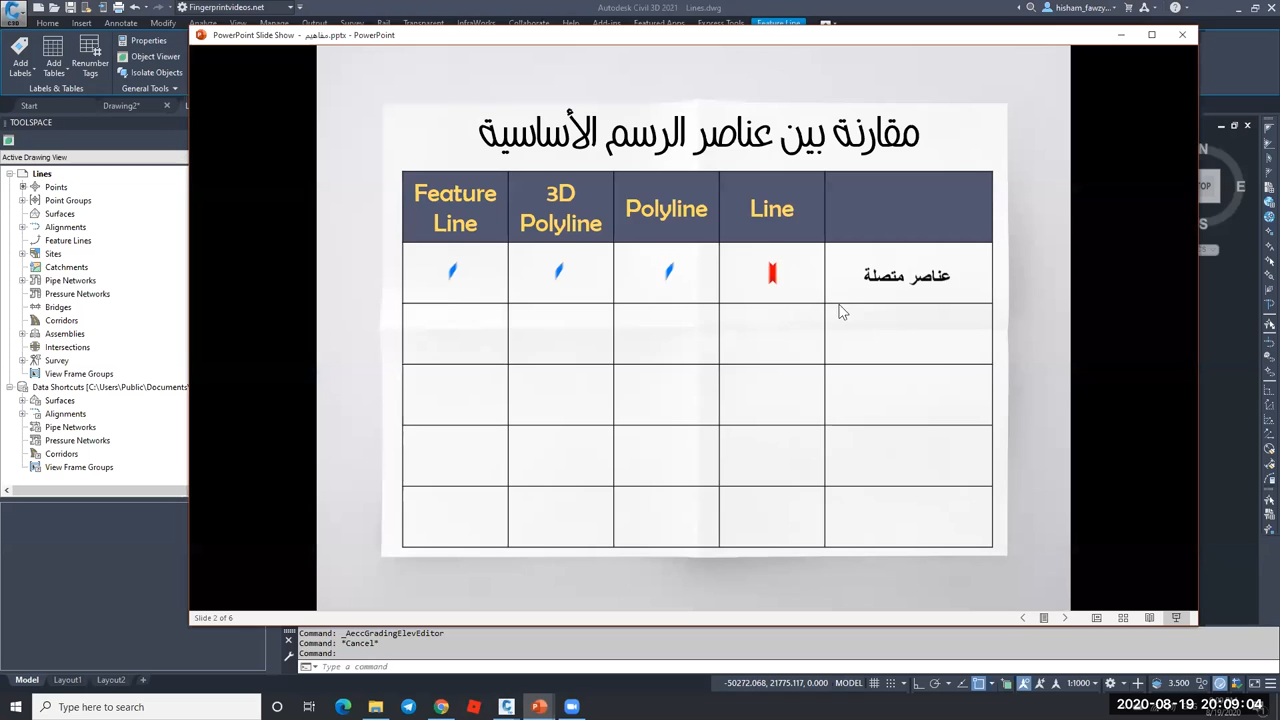 Fingerprintvideos.net
Autodesk Civil 3D 2021
Lines.dwg
hisham_fawzy...
Home
Insert
Annotate
Modify
Analyze
View
Manage
Output
Survey
Rail
Transparent
InfraWorks
Collaborate
Help
Add-ins
Featured Apps
Express Tools
Feature Line
PowerPoint Slide Show - مفاهيم.pptx - PowerPoint
Add Labels
Add Tables
Renumber Tags
Properties
Object Viewer
Isolate Objects
Labels & Tables
General Tools
Start
Drawing2*
TOOLSPACE
Active Drawing View
Lines
Points
Point Groups
Surfaces
Alignments
Feature Lines
Sites
Catchments
Pipe Networks
Pressure Networks
Bridges
Corridors
Assemblies
Intersections
Survey
View Frame Groups
Data Shortcuts [C:\Users\Public\Documents\
Surfaces
Alignments
Pipe Networks
Pressure Networks
Corridors
View Frame Groups
مقارنة بين عناصر الرسم الأساسية
Feature Line
3D Polyline
Polyline
Line
عناصر متصلة
N
TOP
E
S
Slide 2 of 6
Command: _AeccGradingElevEditor
Command: *Cancel*
Command:
Type a command
Model
Layout1
Layout2
-50272.068, 21775.117, 0.000
MODEL
1:1000
3.500
Type here to search
2020-08-19 20:09:04